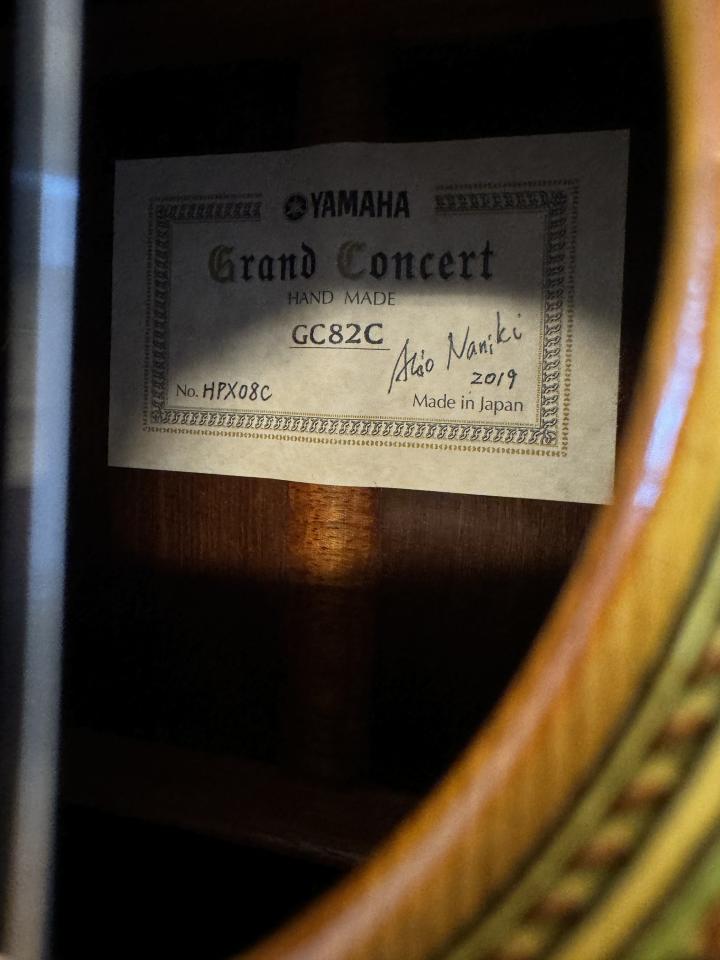 YAMAHA
Grand Concert
HAND MADE
GC82C
Akio Naniki
2019
No. HPX08C
Made in Japan